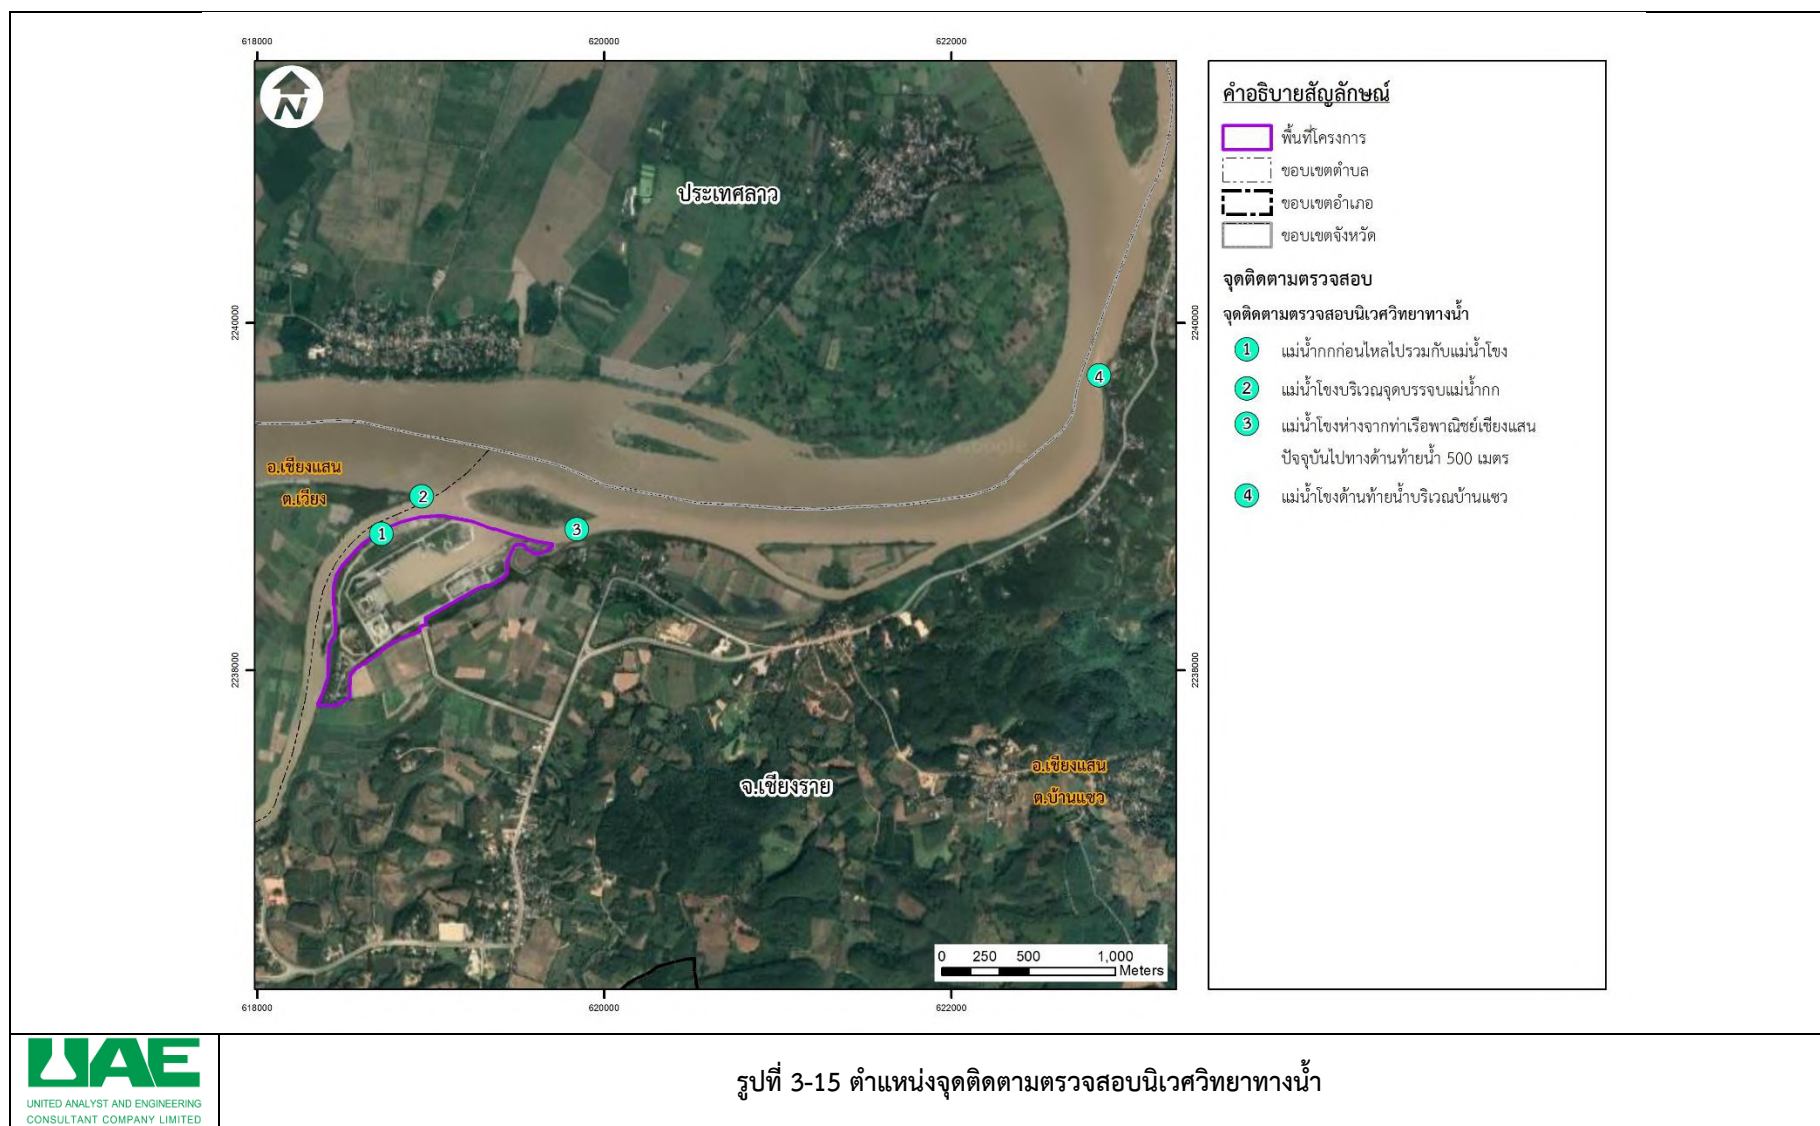 618000
620000
622000
N
ประเทศลาว
2240000
2240000
อ.เชียงแสน
ต.เวียง
1
2
3
4
2238000
2238000
จ.เชียงราย
อ.เชียงแสน
ต.บ้านแซว
0 250 500 1,000
Meters
618000
620000
622000
คำอธิบายสัญลักษณ์
พื้นที่โครงการ
ขอบเขตตำบล
ขอบเขตอำเภอ
ขอบเขตจังหวัด
จุดติดตามตรวจสอบ
จุดติดตามตรวจสอบนิเวศวิทยาทางน้ำ
1 แม่น้ำกกก่อนไหลไปรวมกับแม่น้ำโขง
2 แม่น้ำโขงบริเวณจุดบรรจบแม่น้ำกก
3 แม่น้ำโขงห่างจากท่าเรือพาณิชย์เชียงแสน
ปัจจุบันไปทางด้านท้ายน้ำ 500 เมตร
4 แม่น้ำโขงด้านท้ายน้ำบริเวณบ้านแซว
UAE
UNITED ANALYST AND ENGINEERING
CONSULTANT COMPANY LIMITED
รูปที่ 3-15 ตำแหน่งจุดติดตามตรวจสอบนิเวศวิทยาทางน้ำ